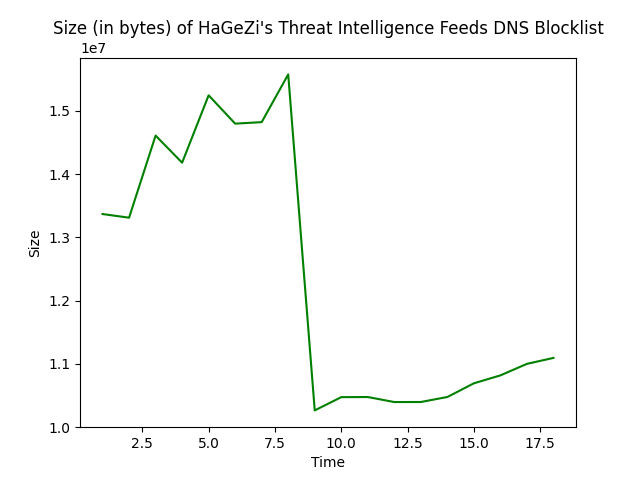 Size (in bytes) of HaGeZi's Threat Intelligence Feeds DNS Blocklist
1e7
1.5
1.4
1.3
1.2
1.1
1.0
Size
2.5 5.0 7.5 10.0 12.5 15.0 17.5
Time